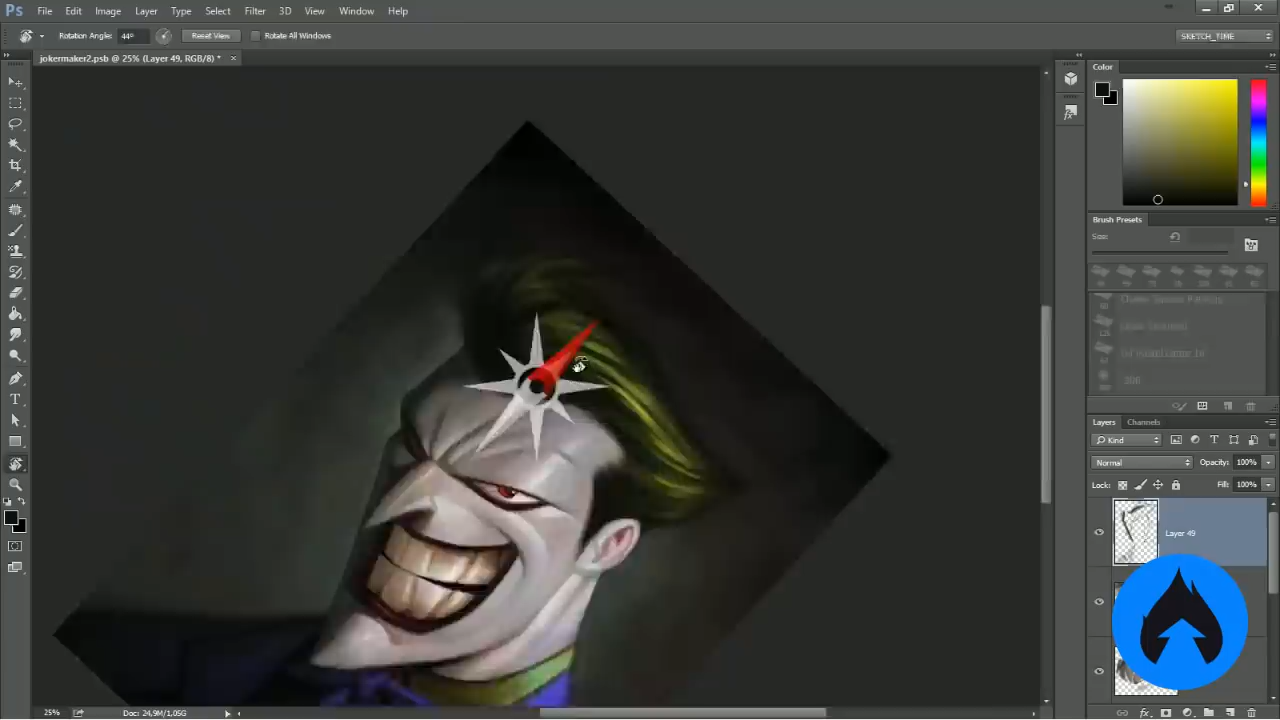 Ps File Edit Image Layer Type Select Filter 3D View Window Help
Rotation Angle: 44° Reset View Rotate All Windows SKETCH_TIME
jokermaker2.psb @ 25% (Layer 49, RGB/8) * ×
Color
Brush Presets
Size:
Layers Channels
Kind
Normal Opacity: 100%
Lock: Fill: 100%
Layer 49
25% Doc: 24,9M/1,05G